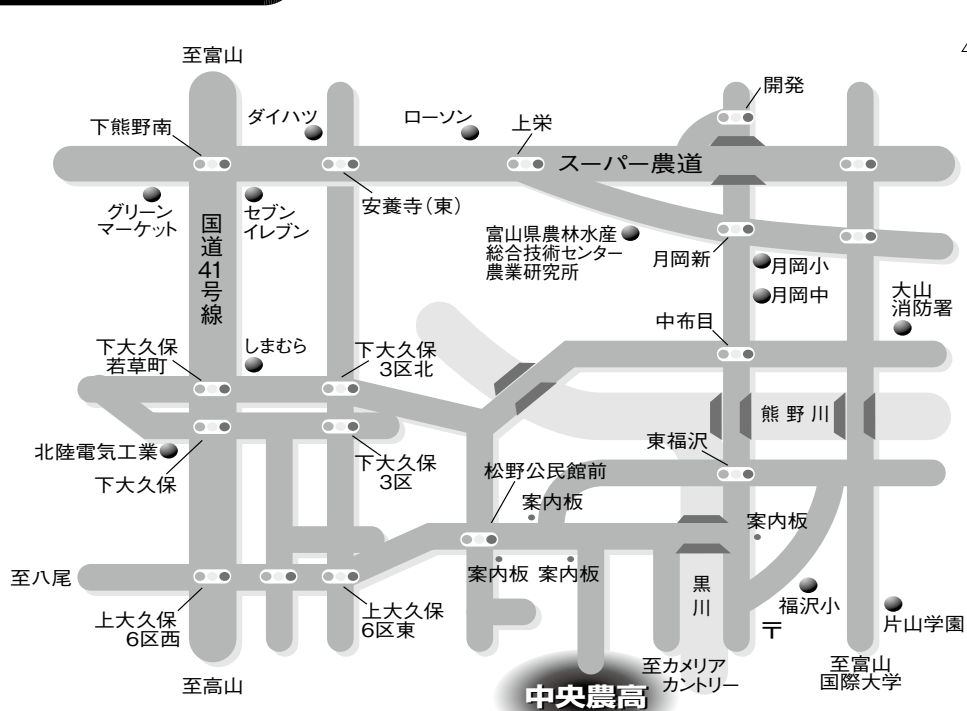 至富山
開発
ダイハツ
ローソン
上栄
下熊野南
スーパー農道
グリーン
マーケット
セブン
イレブン
安養寺（東）
国道41号線
富山県農林水産
総合技術センター
農業研究所
月岡新
月岡小
月岡中
大山
消防署
中布目
下大久保
若草町
しまむら
下大久保
3区北
熊野川
東福沢
北陸電気工業
下大久保
下大久保
3区
松野公民館前
案内板
案内板
案内板
案内板
至八尾
上大久保
6区西
上大久保
6区東
黒川
福沢小
片山学園
〒
至高山
至カメリア
カントリー
至富山
国際大学
中央農高